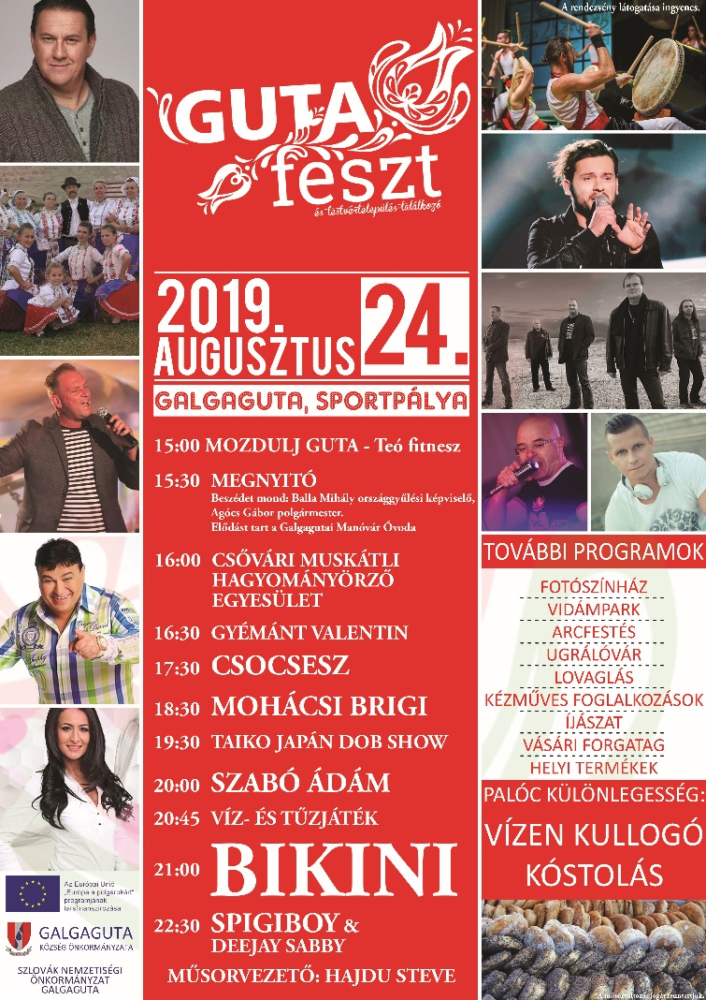 A rendezvény látogatása ingyenes.
GUTA
feszt
és testvértelepülés-találkozó
2019.
AUGUSZTUS
24.
GALGAGUTA, SPORTPÁLYA
15:00 MOZDULJ GUTA - Teó fitnesz
15:30 MEGNYITÓ
Beszédet mond: Balla Mihály országgyűlési képviselő,
Agócs Gábor polgármester.
Elődást tart a Galgagutai Manóvár Óvoda
16:00 CSŐVÁRI MUSKÁTLI
HAGYOMÁNYÖRZŐ
EGYESÜLET
16:30 GYÉMÁNT VALENTIN
17:30 CSOCSESZ
18:30 MOHÁCSI BRIGI
19:30 TAIKO JAPÁN DOB SHOW
20:00 SZABÓ ÁDÁM
20:45 VÍZ- ÉS TŰZJÁTÉK
21:00 BIKINI
22:30 SPIGIBOY &
DEEJAY SABBY
MŰSORVEZETŐ: HAJDU STEVE
TOVÁBBI PROGRAMOK
FOTÓSZÍNHÁZ
VIDÁMPARK
ARCFESTÉS
UGRÁLÓVÁR
LOVAGLÁS
KÉZMŰVES FOGLALKOZÁSOK
ÍJÁSZAT
VÁSÁRI FORGATAG
HELYI TERMÉKEK
PALÓC KÜLÖNLEGESSÉG:
VÍZEN KULLOGÓ
KÓSTOLÁS
A műsorváltozás jogát fenntartjuk.
Az Európai Unió
„Európa a polgárokért"
programjának
társfinanszírozása
GALGAGUTA
KÖZSÉG ÖNKORMÁNYZATA
SZLOVÁK NEMZETISÉGI
ÖNKORMÁNYZAT
GALGAGUTA